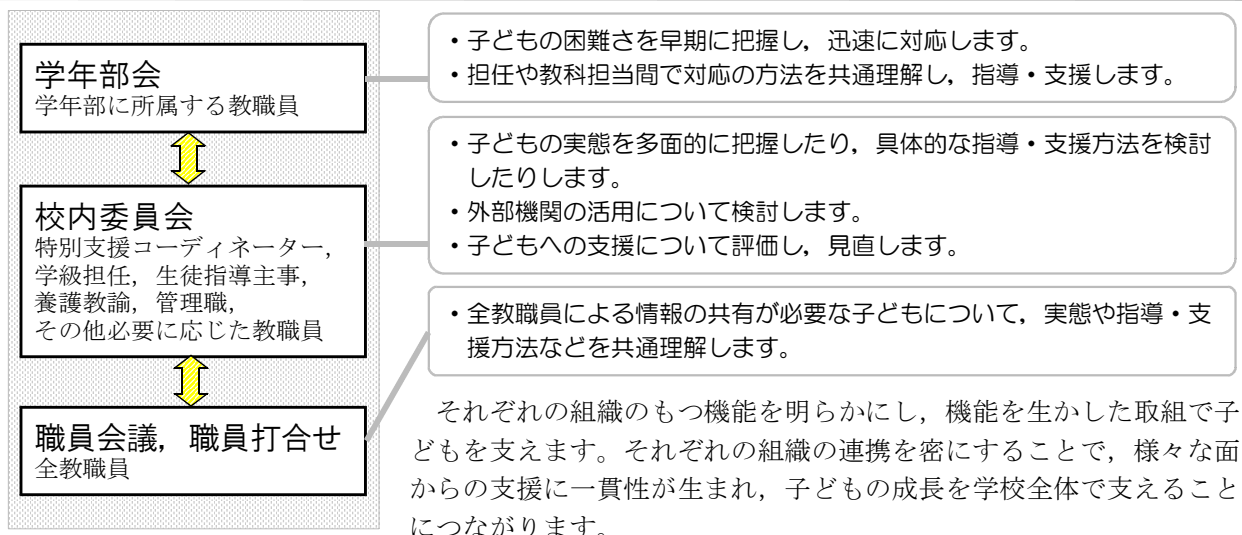 学年部会
学年部に所属する教職員
・子どもの困難さを早期に把握し，迅速に対応します。
・担任や教科担当間で対応の方法を共通理解し，指導・支援します。
校内委員会
特別支援コーディネーター，
学級担任，生徒指導主事，
養護教諭，管理職，
その他必要に応じた教職員
・子どもの実態を多面的に把握したり，具体的な指導・支援方法を検討
したりします。
・外部機関の活用について検討します。
・子どもへの支援について評価し，見直します。
職員会議，職員打合せ
全教職員
・全教職員による情報の共有が必要な子どもについて，実態や指導・支
援方法などを共通理解します。
それぞれの組織のもつ機能を明らかにし，機能を生かした取組で子
どもを支えます。それぞれの組織の連携を密にすることで，様々な面
からの支援に一貫性が生まれ，子どもの成長を学校全体で支えること
につながります。